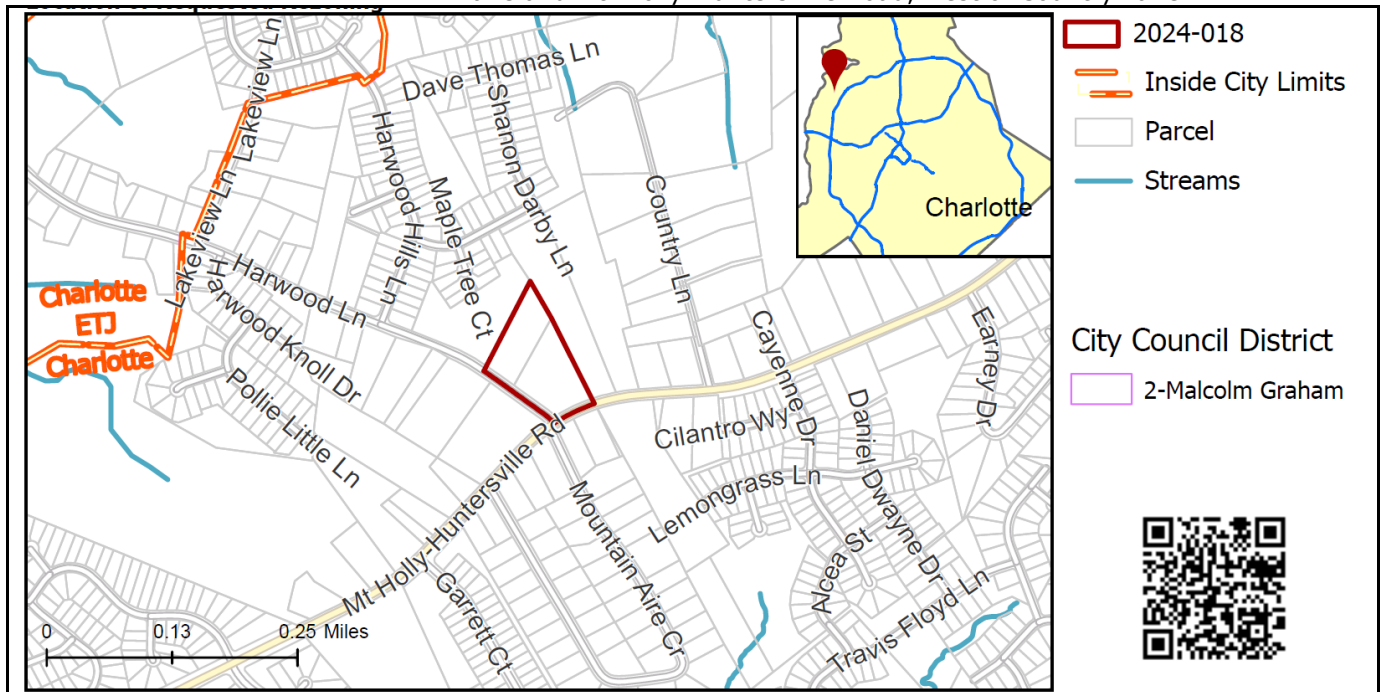 2024-018
Inside City Limits
Parcel
Streams
City Council District
2-Malcolm Graham
Charlotte
Lakeview Ln
Lakeview Ln
Dave Thomas Ln
Shanon Darby Ln
Harwood Hills Ln
Maple Tree Ct
Country Ln
Harwood Ln
Harwood Knoll Dr
Pollie Little Ln
Charlotte
ETJ
Charlotte
Cayenne Dr
Earney Dr
Cilantro Wy
Daniel Dwayne Dr
Lemongrass Ln
Mt Holly-Huntersville Rd
Mountain Aire Cr
Garrett Ct
Alcea St
Travis Floyd Ln
0 0.13 0.25 Miles